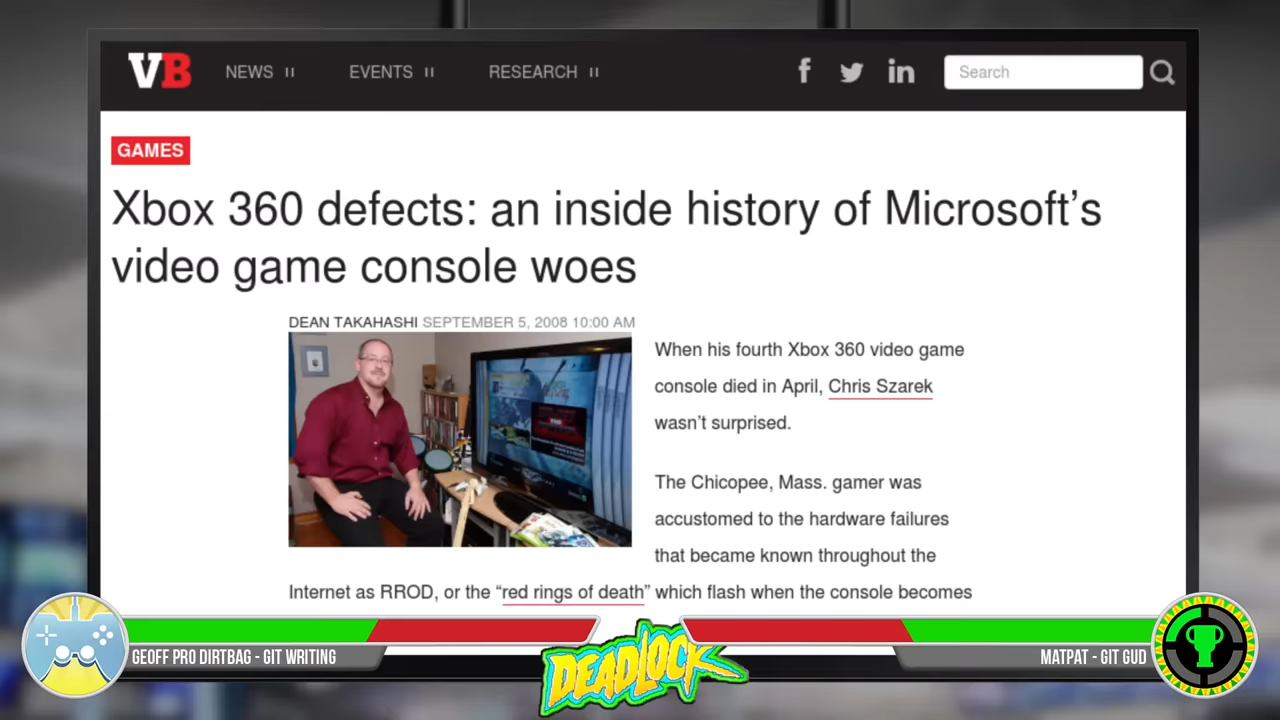 VB NEWS EVENTS RESEARCH f in Search
GAMES
Xbox 360 defects: an inside history of Microsoft's
video game console woes
DEAN TAKAHASHI SEPTEMBER 5, 2008 10:00 AM
When his fourth Xbox 360 video game
console died in April, Chris Szarek
wasn't surprised.
The Chicopee, Mass. gamer was
accustomed to the hardware failures
that became known throughout the
Internet as RROD, or the “red rings of death” which flash when the console becomes
GEOFF PRO DIRTBAG - GIT WRITING
DEADLOCK
MATPAT - GIT GUD